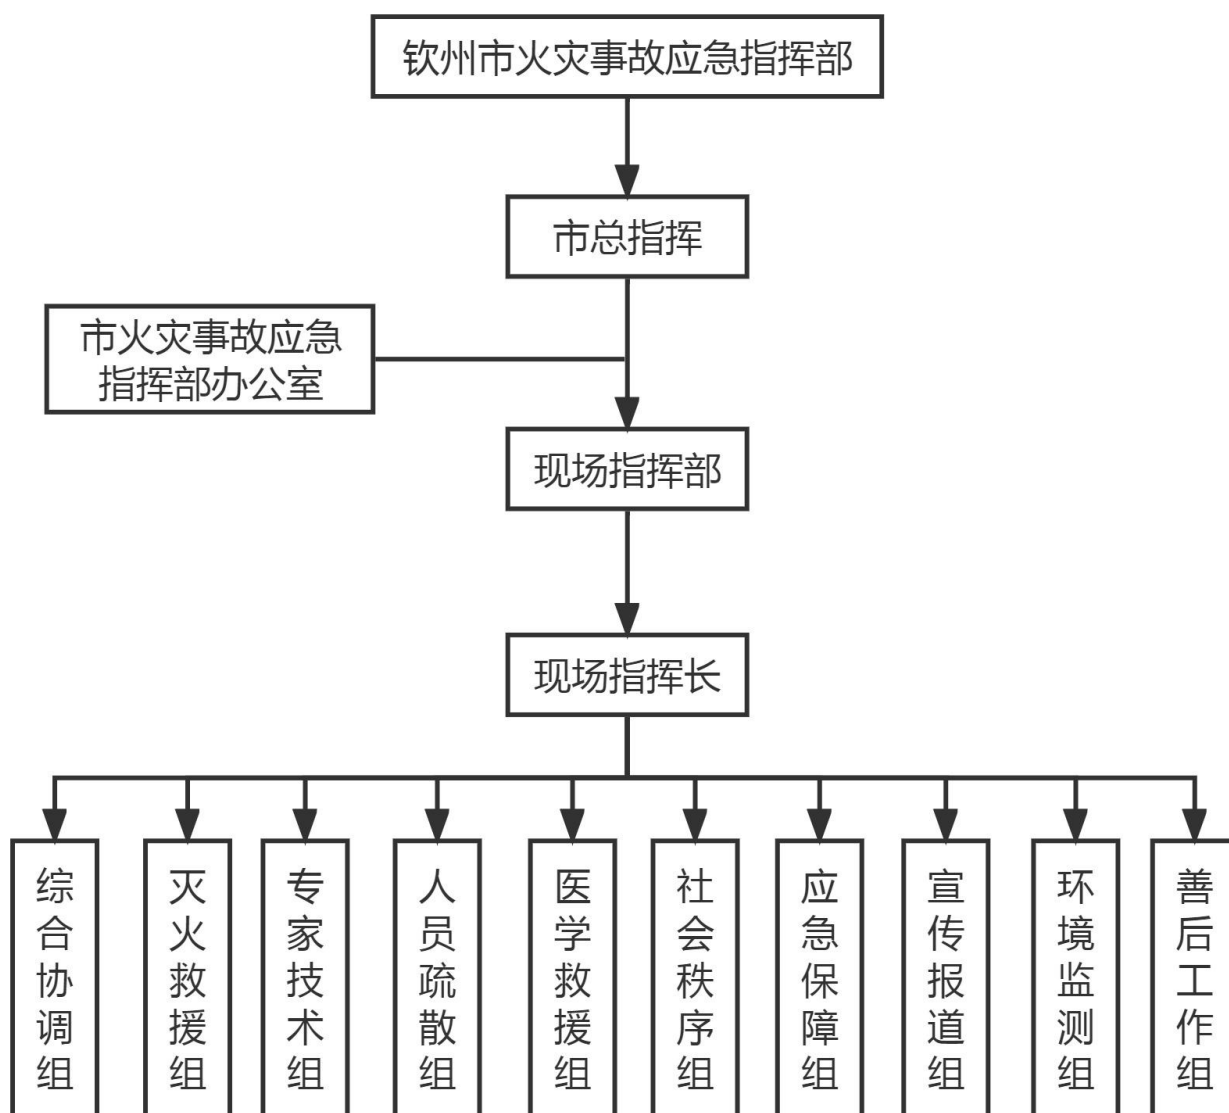 钦州市火灾事故应急指挥部
市总指挥
市火灾事故应急
指挥部办公室
现场指挥部
现场指挥长
综合协调组
灭火救援组
专家技术组
人员疏散组
医学救援组
社会秩序组
应急保障组
宣传报道组
环境监测组
善后工作组